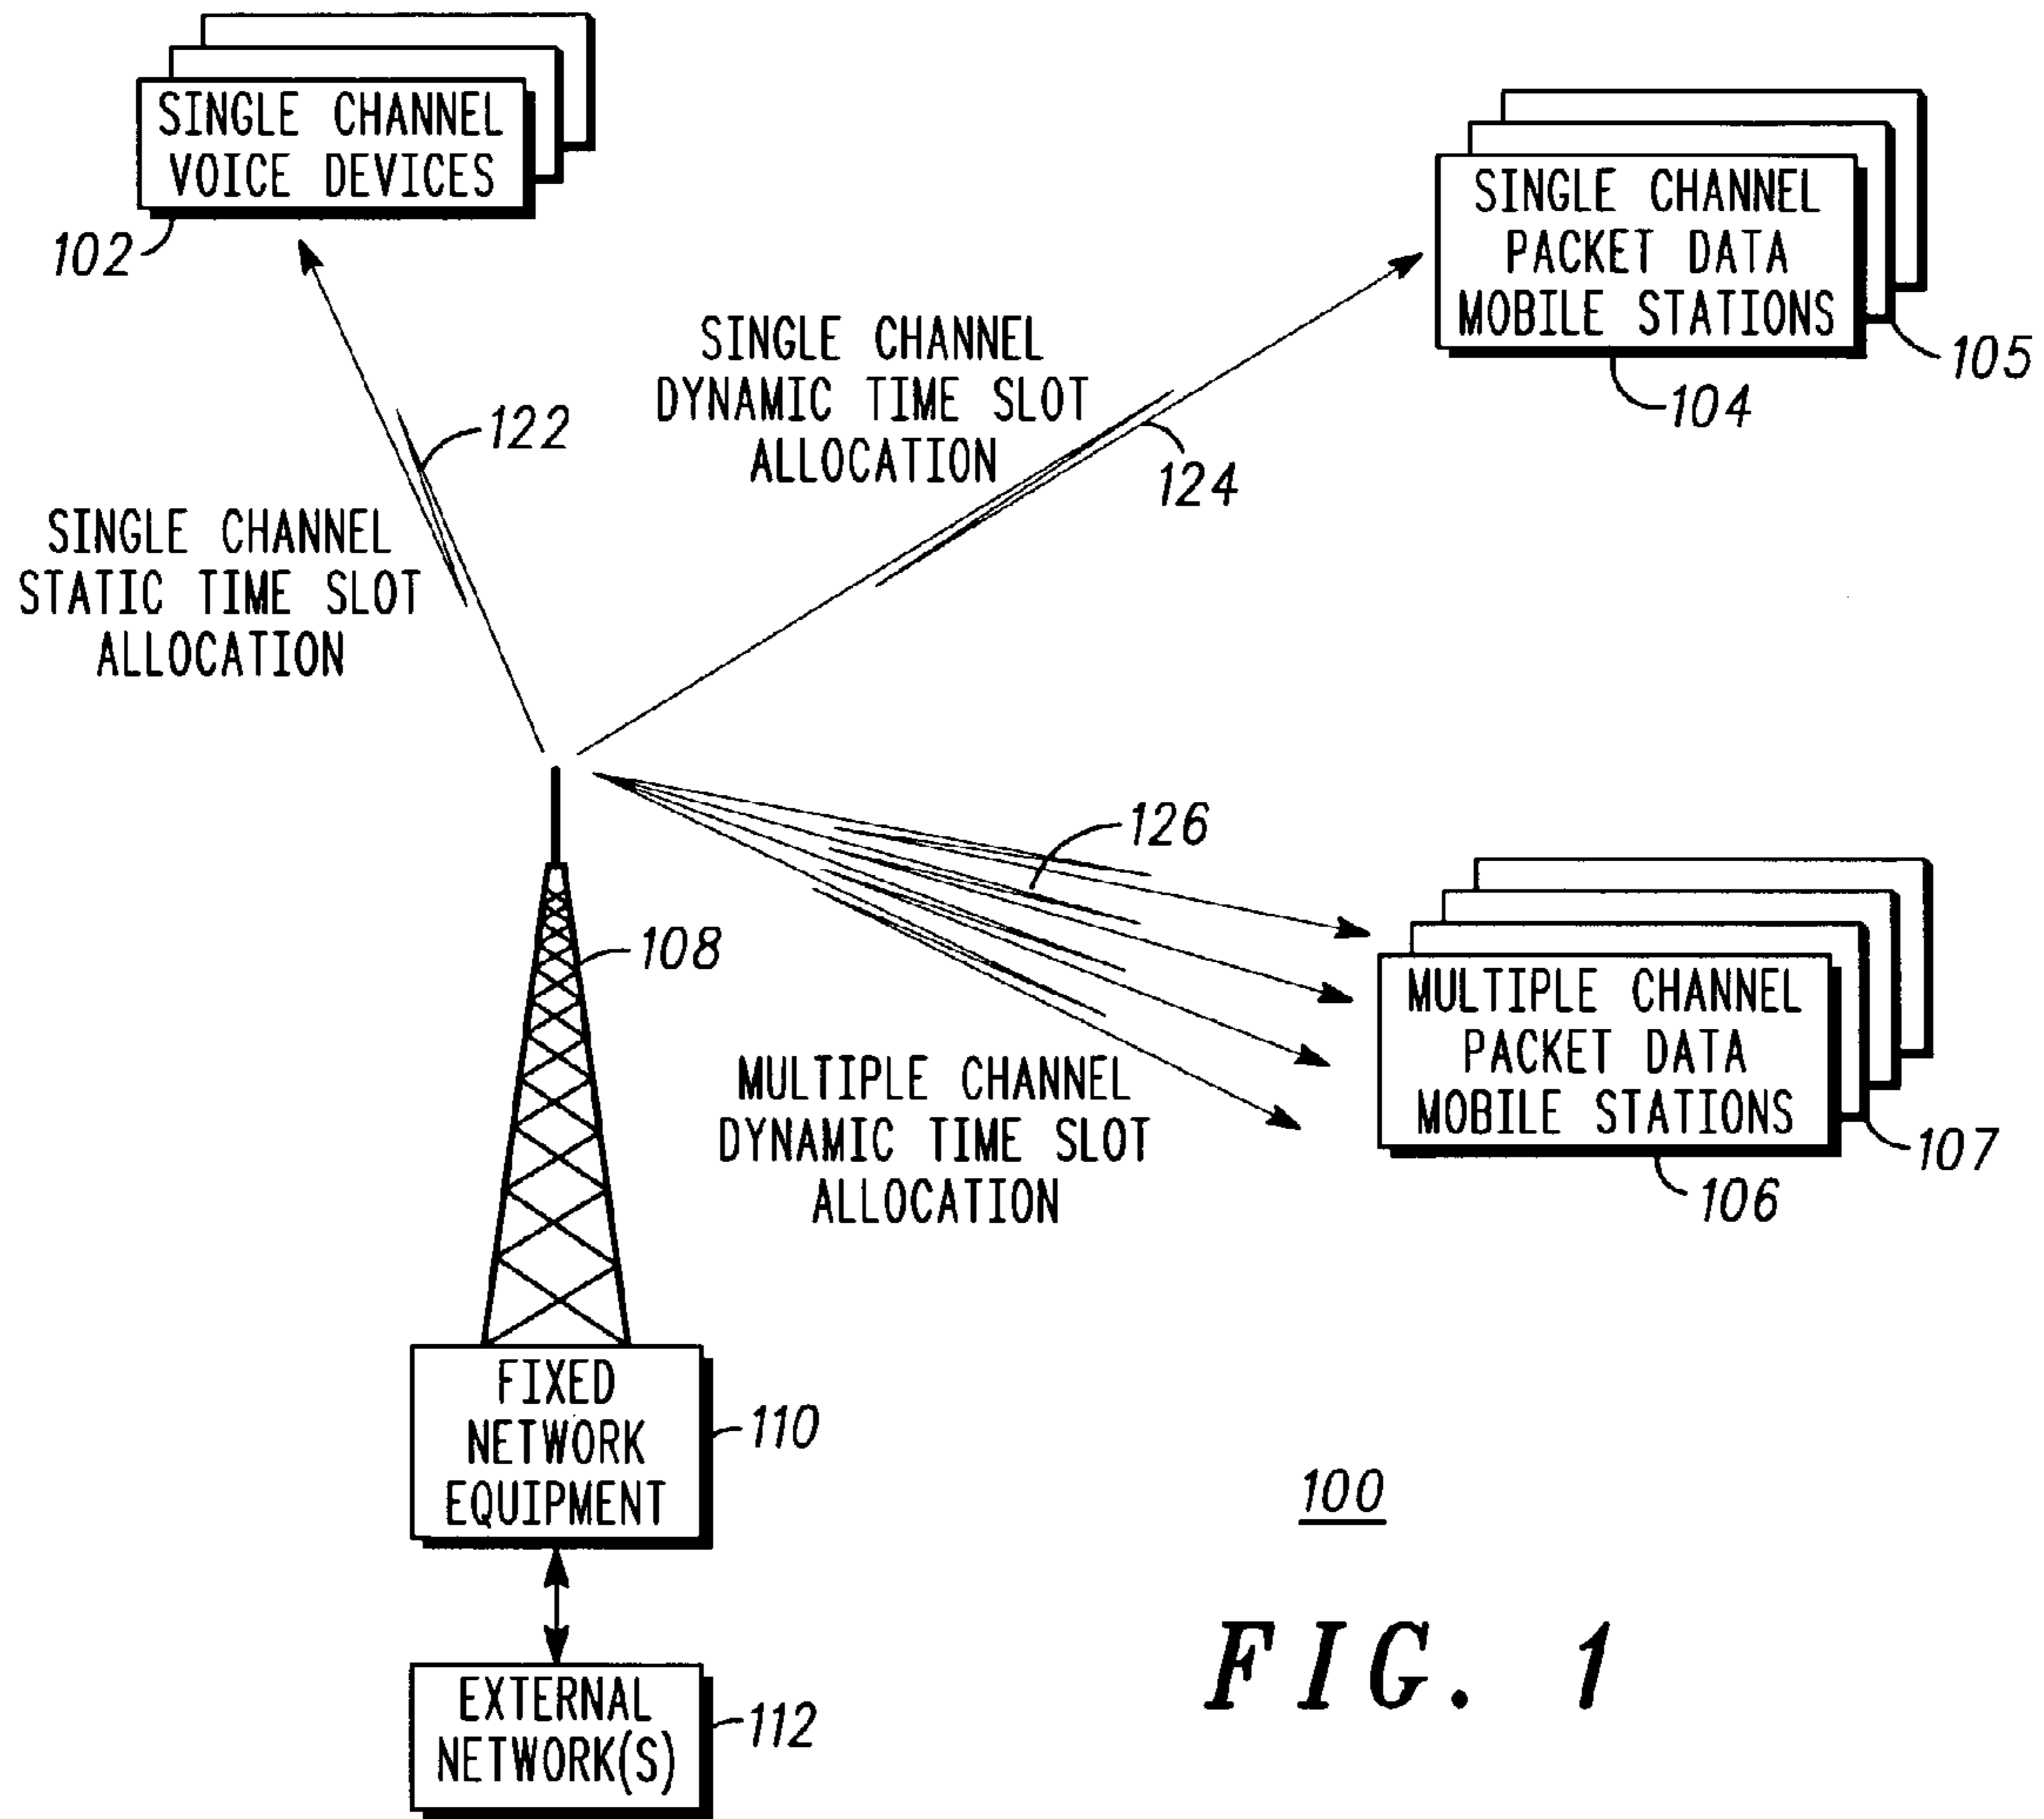 SINGLE CHANNEL
VOICE DEVICES
102
SINGLE CHANNEL
PACKET DATA
MOBILE STATIONS
105
104
SINGLE CHANNEL
DYNAMIC TIME SLOT
ALLOCATION
124
122
SINGLE CHANNEL
STATIC TIME SLOT
ALLOCATION
126
108
MULTIPLE CHANNEL
PACKET DATA
MOBILE STATIONS
107
106
MULTIPLE CHANNEL
DYNAMIC TIME SLOT
ALLOCATION
FIXED
NETWORK
EQUIPMENT
110
100
EXTERNAL
NETWORK(S)
112
FIG. 1